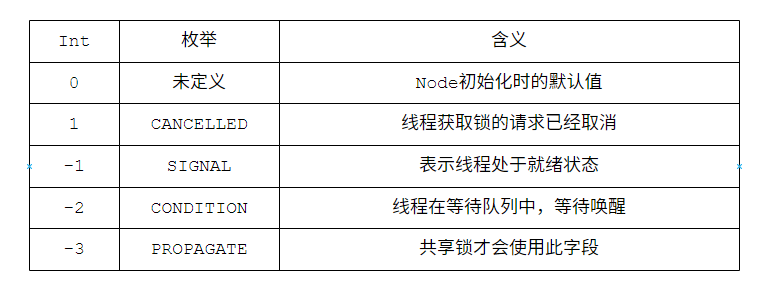 Int 枚举 含义
0 未定义 Node初始化时的默认值
1 CANCELLED 线程获取锁的请求已经取消
-1 SIGNAL 表示线程处于就绪状态
-2 CONDITION 线程在等待队列中，等待唤醒
-3 PROPAGATE 共享锁才会使用此字段